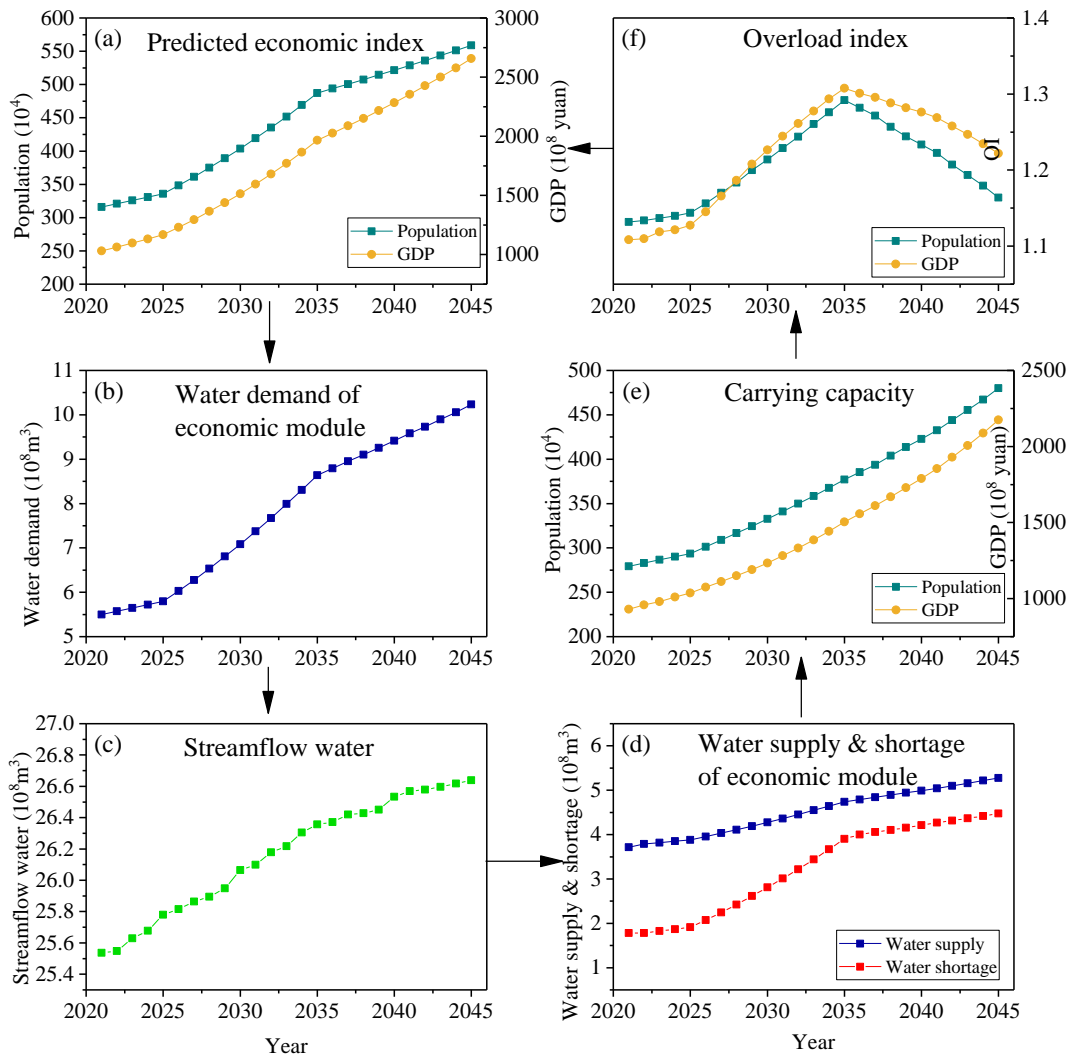 (a) Predicted economic index
600
550
500
450
400
350
300
250
200
Population (10⁴)
3000
2500
2000
1500
1000
GDP (10⁸ yuan)
Population
GDP
2020 2025 2030 2035 2040 2045
(f) Overload index
1.4
1.3
1.2
1.1
OI
Population
GDP
2020 2025 2030 2035 2040 2045
(b) Water demand of
economic module
11
10
9
8
7
6
5
Water demand (10⁸m³)
2020 2025 2030 2035 2040 2045
(e) Carrying capacity
500
450
400
350
300
250
200
Population (10⁴)
2500
2000
1500
1000
GDP (10⁸ yuan)
Population
GDP
2020 2025 2030 2035 2040 2045
(c) Streamflow water
27.0
26.6
26.2
26.0
25.8
25.6
25.4
Streamflow water (10⁸m³)
2020 2025 2030 2035 2040 2045
Year
(d) Water supply & shortage
of economic module
6
5
4
3
2
1
Water supply & shortage (10⁸m³)
Water supply
Water shortage
2020 2025 2030 2035 2040 2045
Year